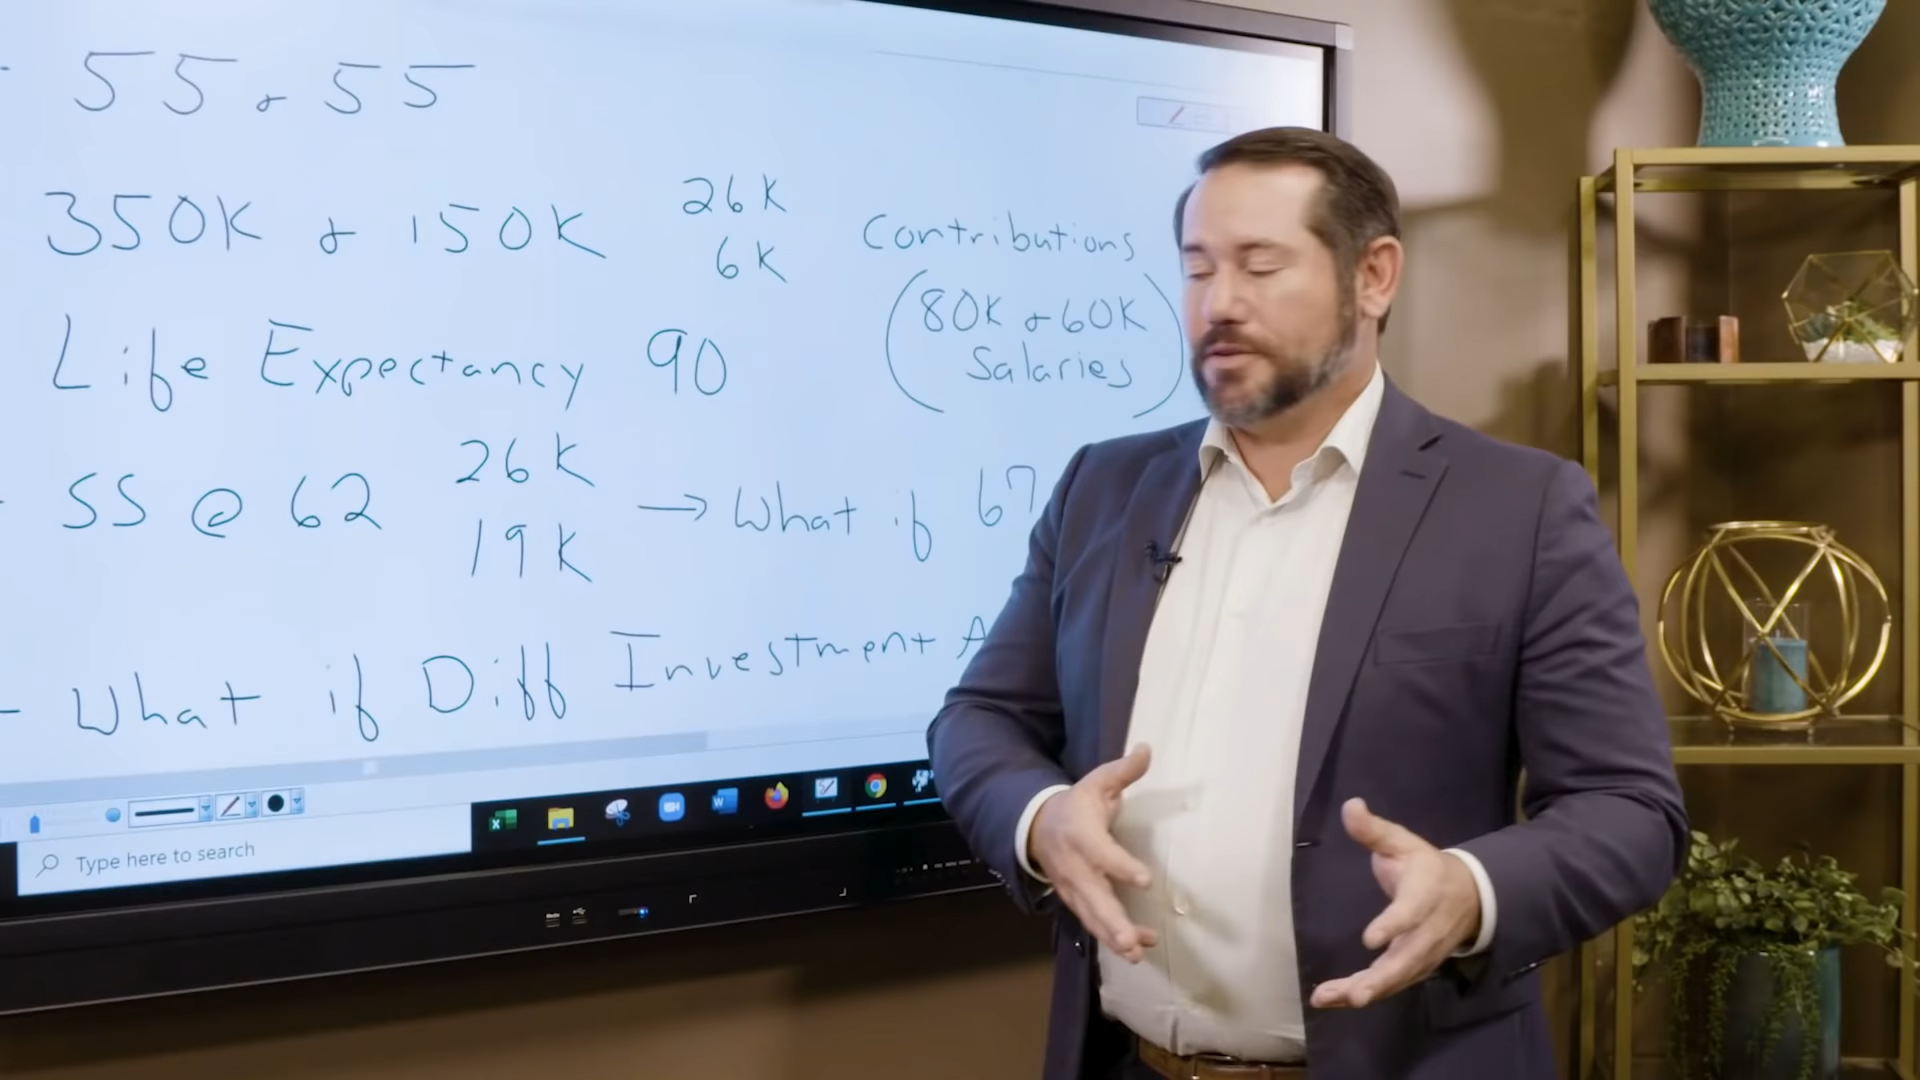 - 55 & 55
350K & 150K 26K
6K
Contributions
(80K & 60K
Salaries)
Life Expectancy 90
- SS @ 62 26K
19K
→ What if 67
- What if Diff Investment A
Type here to search